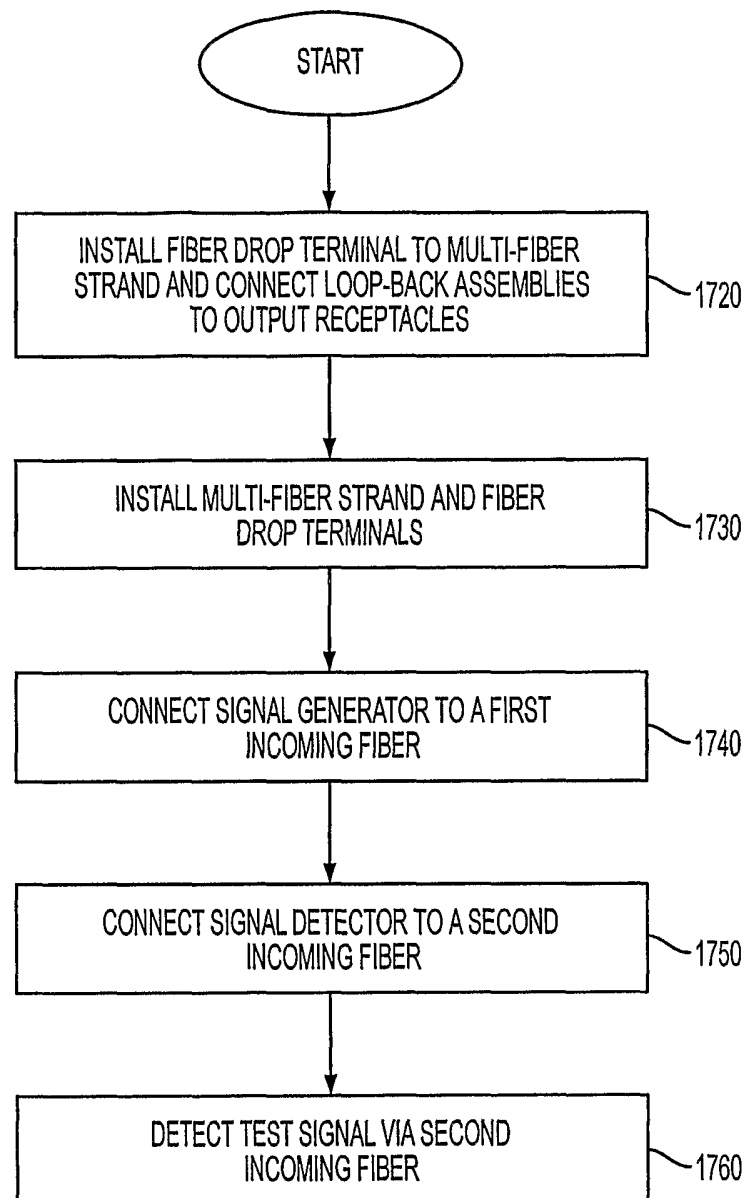 START
INSTALL FIBER DROP TERMINAL TO MULTI-FIBER
STRAND AND CONNECT LOOP-BACK ASSEMBLIES
TO OUTPUT RECEPTACLES
1720
INSTALL MULTI-FIBER STRAND AND FIBER
DROP TERMINALS
1730
CONNECT SIGNAL GENERATOR TO A FIRST
INCOMING FIBER
1740
CONNECT SIGNAL DETECTOR TO A SECOND
INCOMING FIBER
1750
DETECT TEST SIGNAL VIA SECOND
INCOMING FIBER
1760